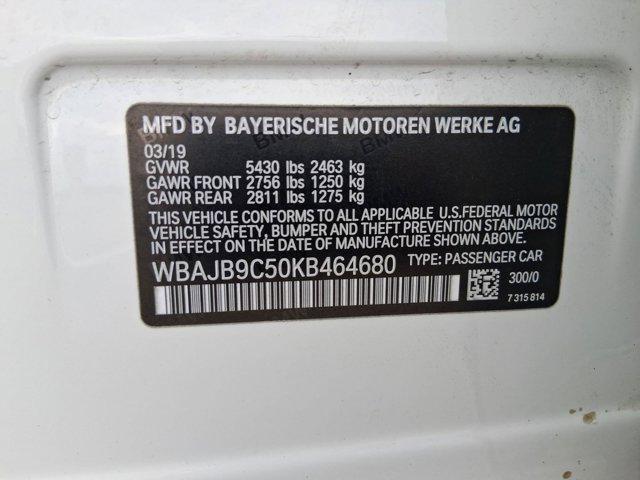 MFD BY BAYERISCHE MOTOREN WERKE AG
03/19
GVWR 5430 lbs 2463 kg
GAWR FRONT 2756 lbs 1250 kg
GAWR REAR 2811 lbs 1275 kg
THIS VEHICLE CONFORMS TO ALL APPLICABLE U.S.FEDERAL MOTOR
VEHICLE SAFETY, BUMPER AND THEFT PREVENTION STANDARDS
IN EFFECT ON THE DATE OF MANUFACTURE SHOWN ABOVE.
WBAJB9C50KB464680 TYPE: PASSENGER CAR
300/0
7 315 814